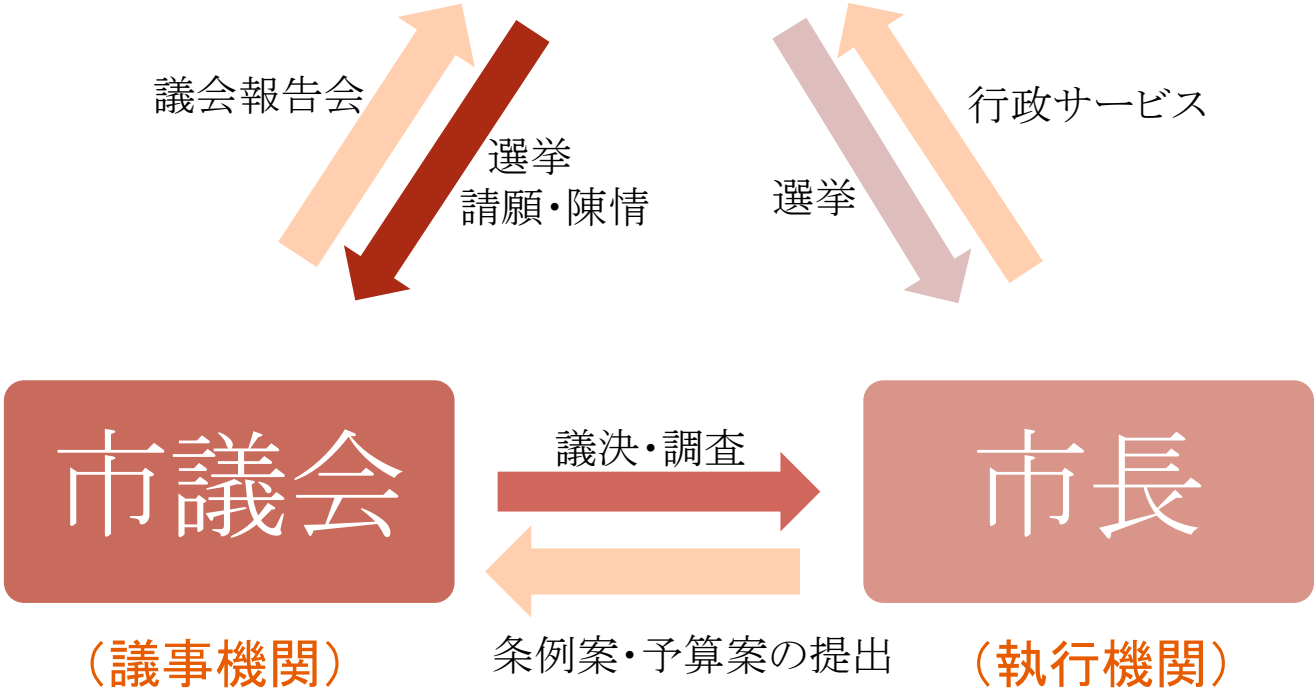 議会報告会
行政サービス
選挙
請願・陳情
選挙
市議会
議決・調査
市長
(議事機関)
条例案・予算案の提出
(執行機関)